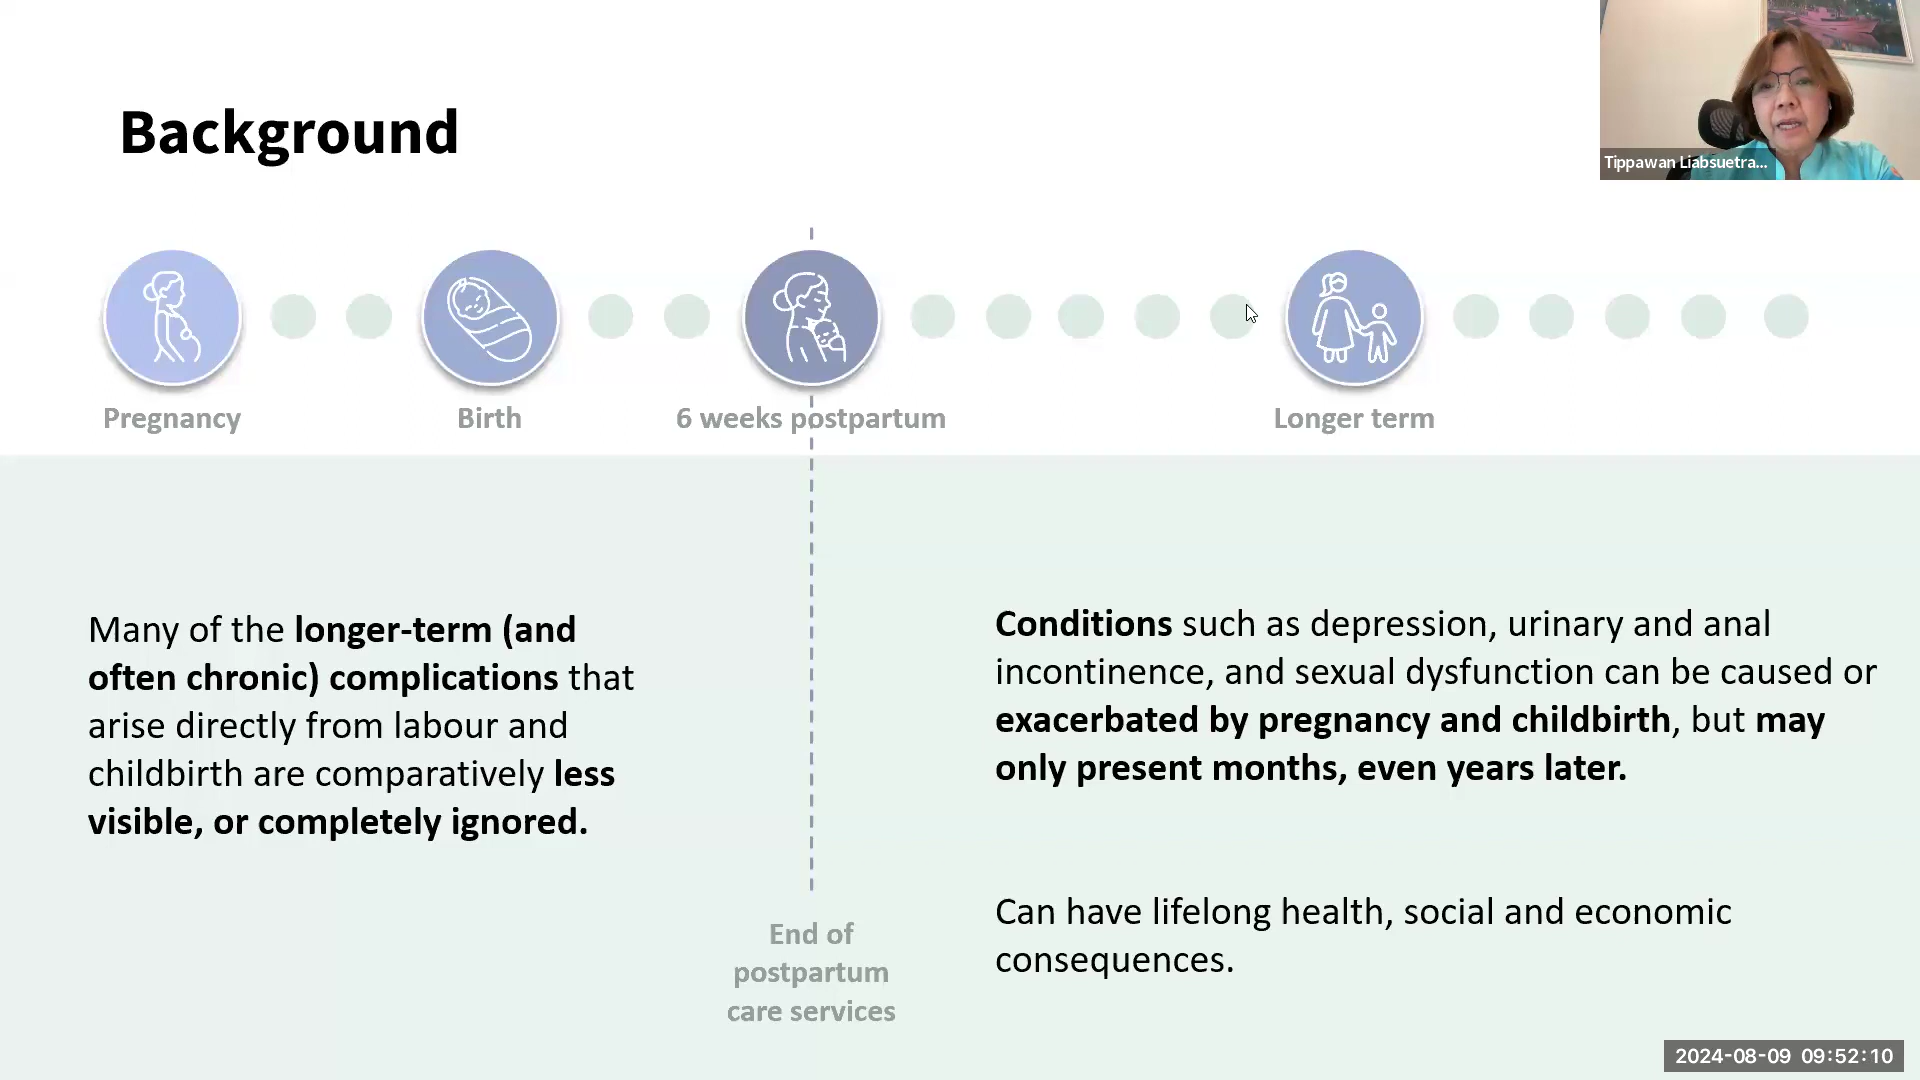 Background
Tippawan Liabsuetra...
Pregnancy
Birth
6 weeks postpartum
Longer term
Many of the longer-term (and
often chronic) complications that
arise directly from labour and
childbirth are comparatively less
visible, or completely ignored.
End of
postpartum
care services
Conditions such as depression, urinary and anal
incontinence, and sexual dysfunction can be caused or
exacerbated by pregnancy and childbirth, but may
only present months, even years later.
Can have lifelong health, social and economic
consequences.
2024-08-09 09:52:10